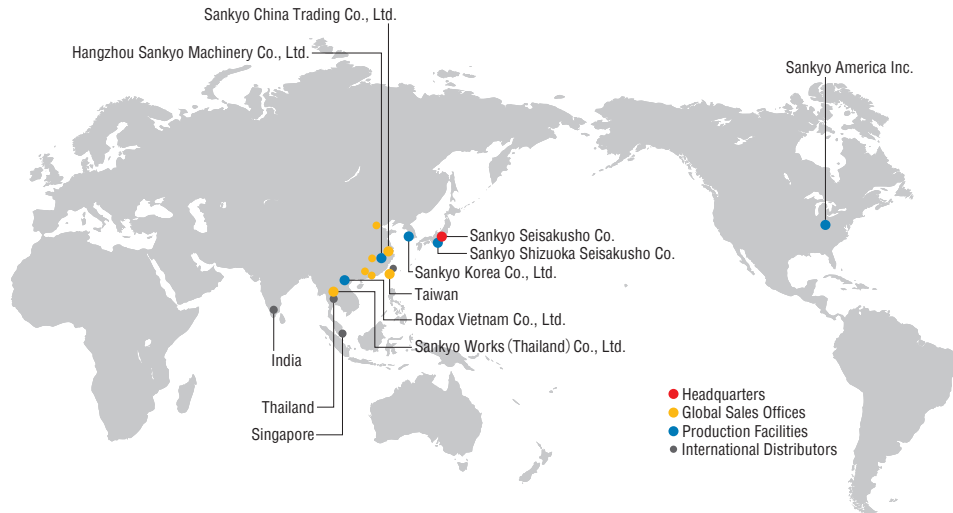 Sankyo China Trading Co., Ltd.
Hangzhou Sankyo Machinery Co., Ltd.
Sankyo America Inc.
Sankyo Seisakusho Co.
Sankyo Shizuoka Seisakusho Co.
Sankyo Korea Co., Ltd.
Taiwan
Rodax Vietnam Co., Ltd.
Sankyo Works (Thailand) Co., Ltd.
India
Thailand
Singapore
Headquarters
Global Sales Offices
Production Facilities
International Distributors